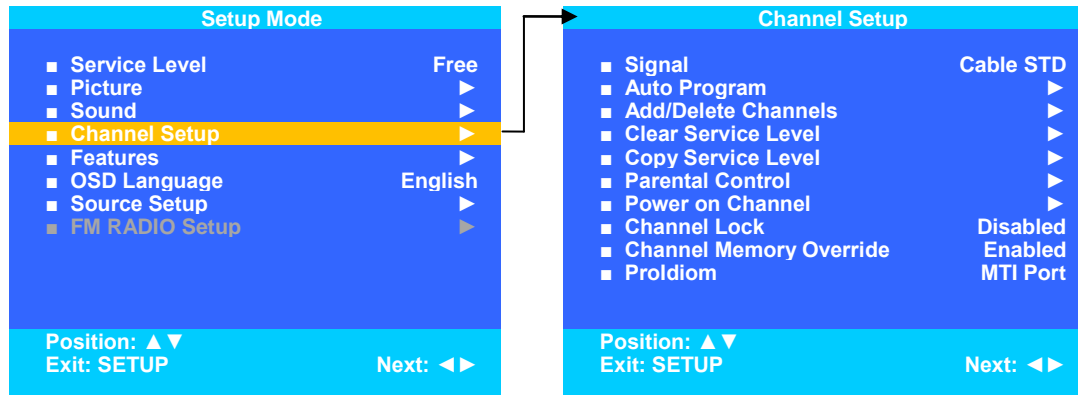 Setup Mode
■ Service Level Free
■ Picture ►
■ Sound ►
■ Channel Setup ►
■ Features ►
■ OSD Language English
■ Source Setup ►
■ FM RADIO Setup ►
Position: ▲▼
Exit: SETUP Next: ◄►
Channel Setup
■ Signal Cable STD
■ Auto Program ►
■ Add/Delete Channels ►
■ Clear Service Level ►
■ Copy Service Level ►
■ Parental Control ►
■ Power on Channel ►
■ Channel Lock Disabled
■ Channel Memory Override Enabled
■ ProIdiom MTI Port
Position: ▲▼
Exit: SETUP Next: ◄►